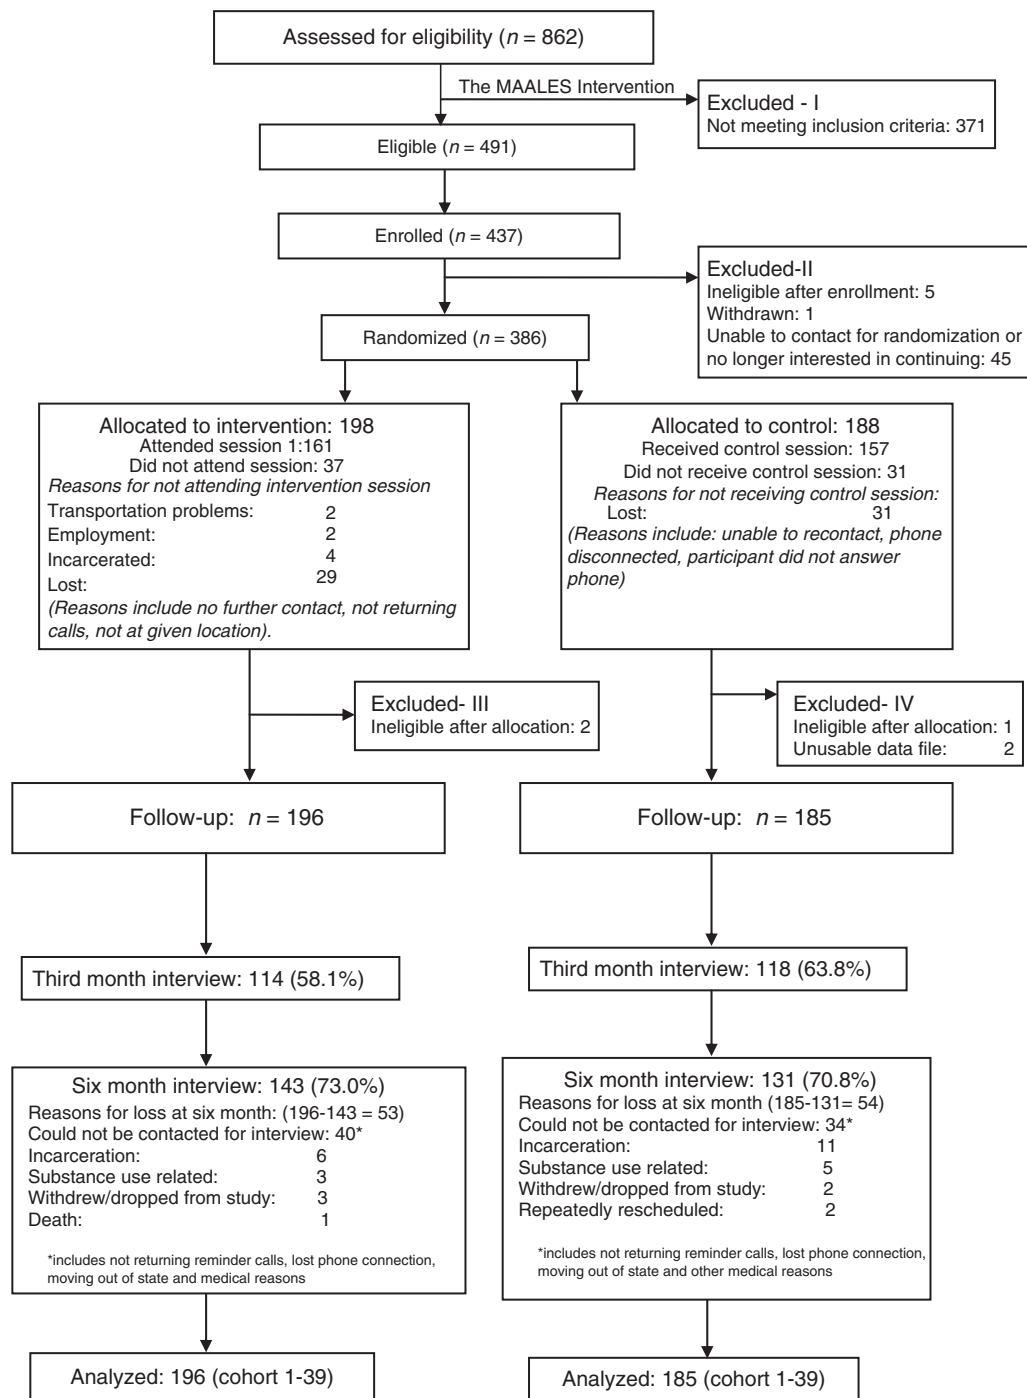 Assessed for eligibility (n = 862)
The MAALES Intervention
Excluded - I
Not meeting inclusion criteria: 371
Eligible (n = 491)
Enrolled (n = 437)
Excluded-II
Ineligible after enrollment: 5
Withdrawn: 1
Unable to contact for randomization or
no longer interested in continuing: 45
Randomized (n = 386)
Allocated to intervention: 198
Attended session 1:161
Did not attend session: 37
Reasons for not attending intervention session
Transportation problems: 2
Employment: 2
Incarcerated: 4
Lost: 29
(Reasons include no further contact, not returning
calls, not at given location).
Allocated to control: 188
Received control session: 157
Did not receive control session: 31
Reasons for not receiving control session:
Lost: 31
(Reasons include: unable to recontact, phone
disconnected, participant did not answer
phone)
Excluded- III
Ineligible after allocation: 2
Excluded- IV
Ineligible after allocation: 1
Unusable data file: 2
Follow-up: n = 196
Follow-up: n = 185
Third month interview: 114 (58.1%)
Third month interview: 118 (63.8%)
Six month interview: 143 (73.0%)
Reasons for loss at six month: (196-143 = 53)
Could not be contacted for interview: 40*
Incarceration: 6
Substance use related: 3
Withdrew/dropped from study: 3
Death: 1
*includes not returning reminder calls, lost phone connection,
moving out of state and medical reasons
Six month interview: 131 (70.8%)
Reasons for loss at six month (185-131= 54)
Could not be contacted for interview: 34*
Incarceration: 11
Substance use related: 5
Withdrew/dropped from study: 2
Repeatedly rescheduled: 2
*includes not returning reminder calls, lost phone connection,
moving out of state and other medical reasons
Analyzed: 196 (cohort 1-39)
Analyzed: 185 (cohort 1-39)